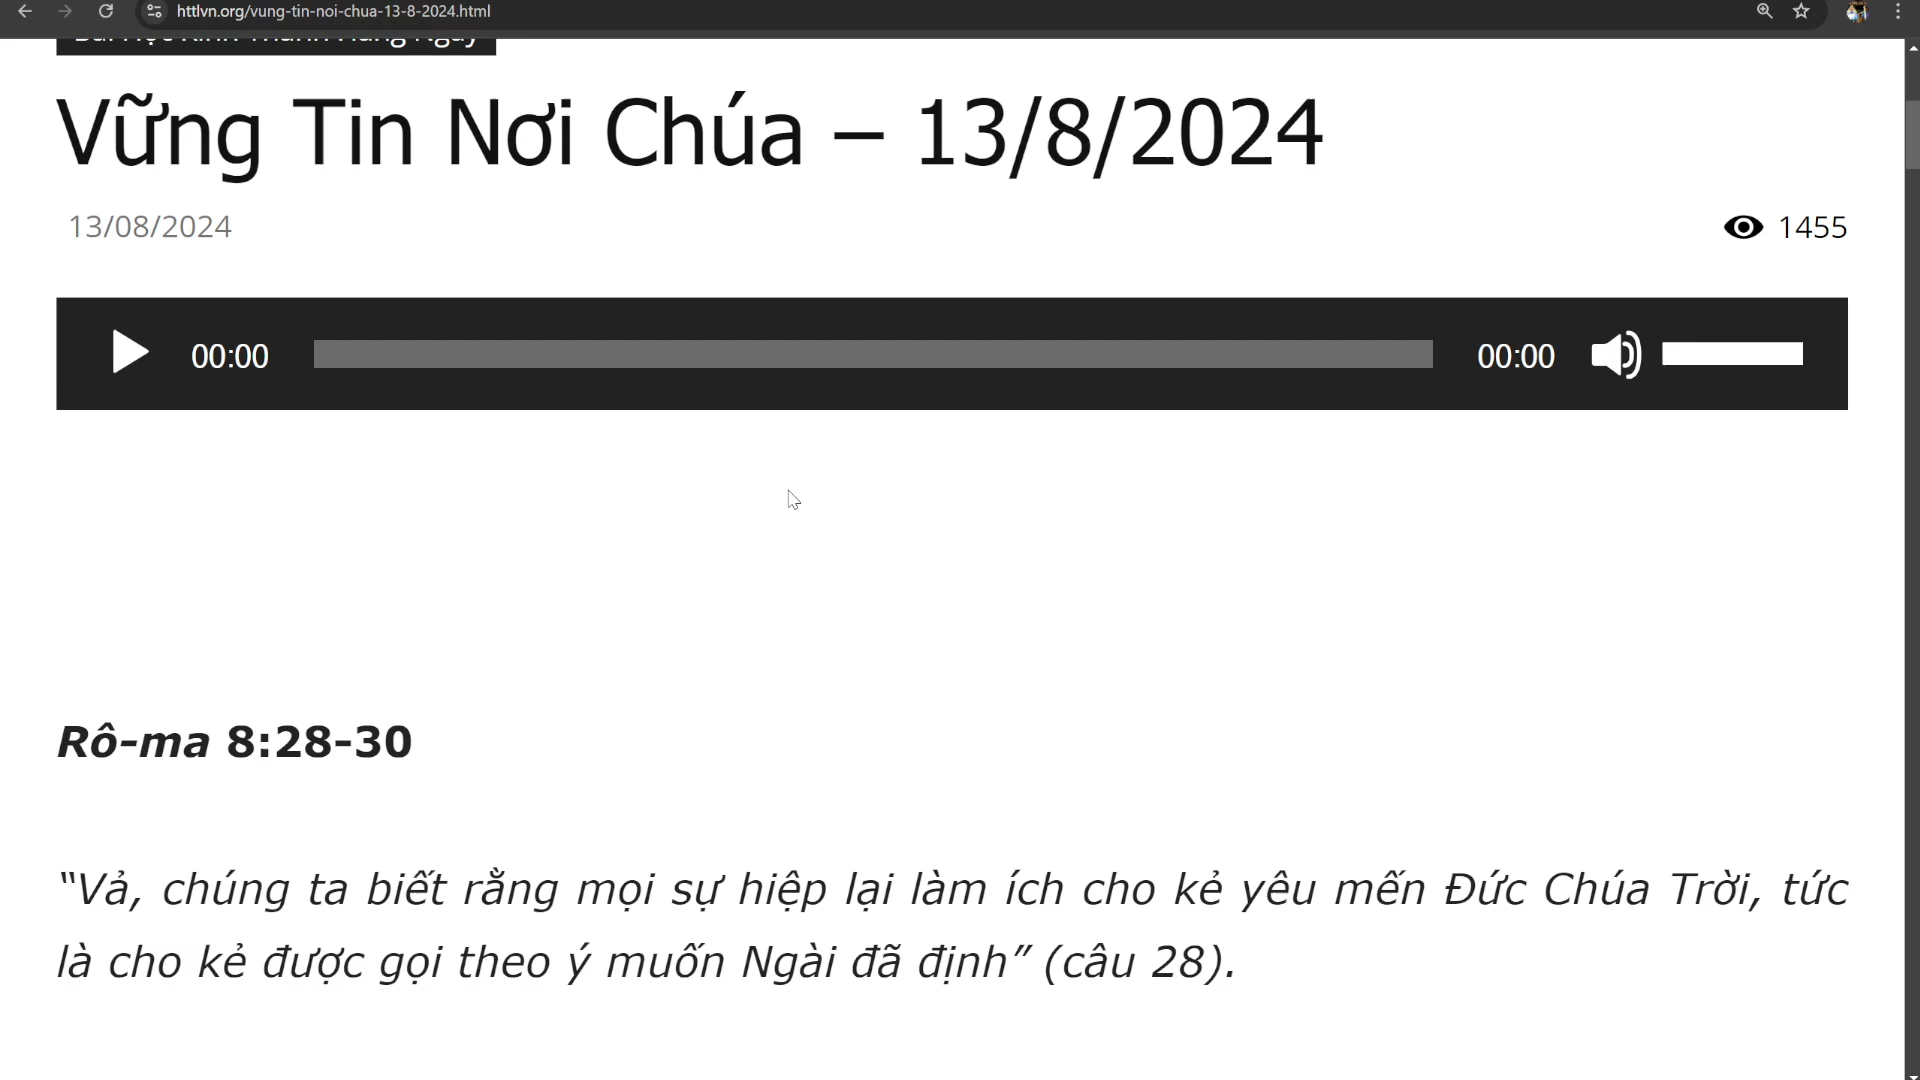 httlvn.org/vung-tin-noi-chua-13-8-2024.html
Vững Tin Nơi Chúa – 13/8/2024
13/08/2024
1455
00:00
00:00
Rô-ma 8:28-30
“Vả, chúng ta biết rằng mọi sự hiệp lại làm ích cho kẻ yêu mến Đức Chúa Trời, tức
là cho kẻ được gọi theo ý muốn Ngài đã định” (câu 28).